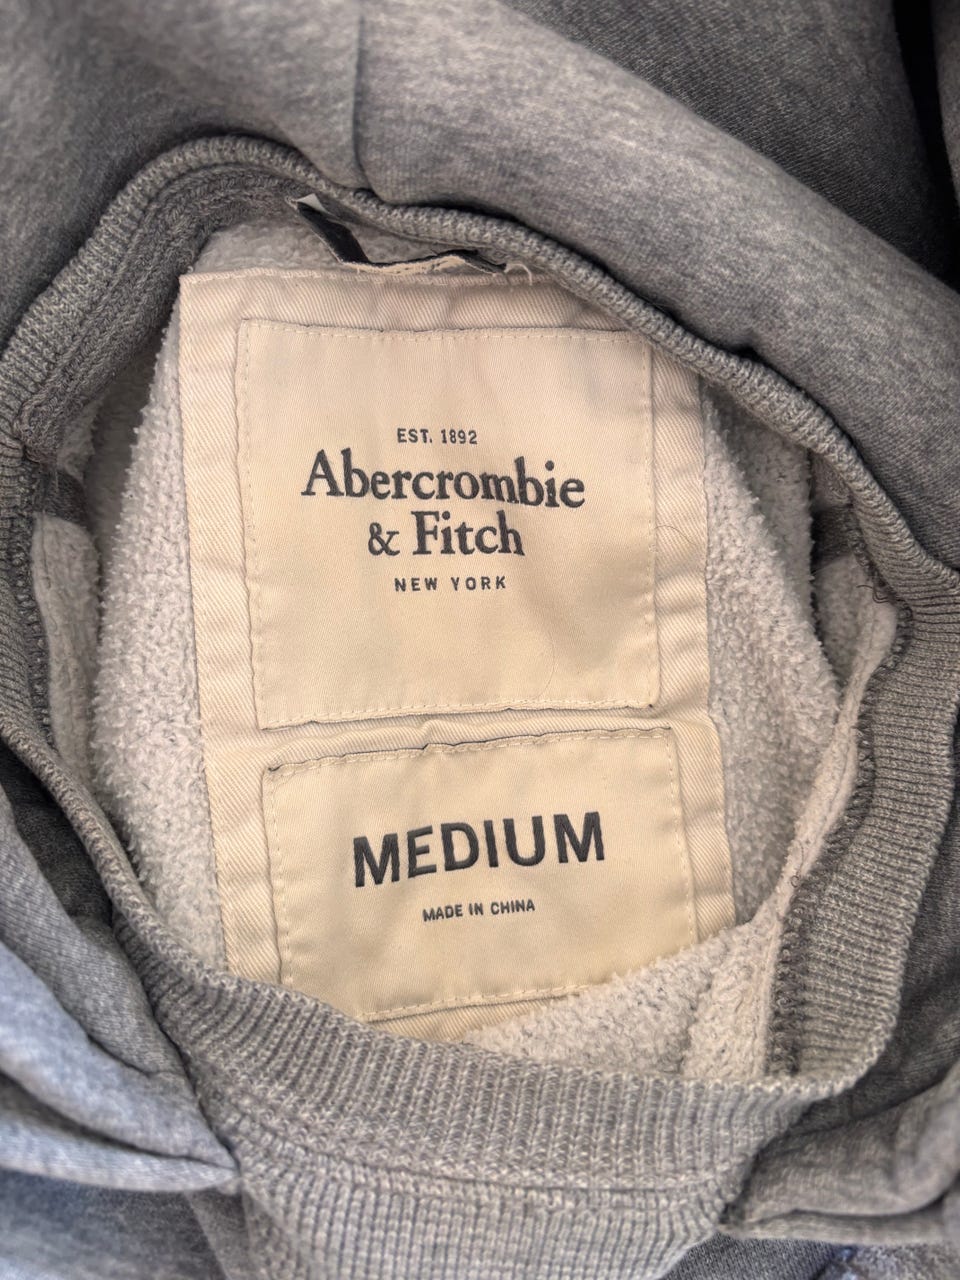 EST. 1892
Abercrombie
& Fitch
NEW YORK
MEDIUM
MADE IN CHINA